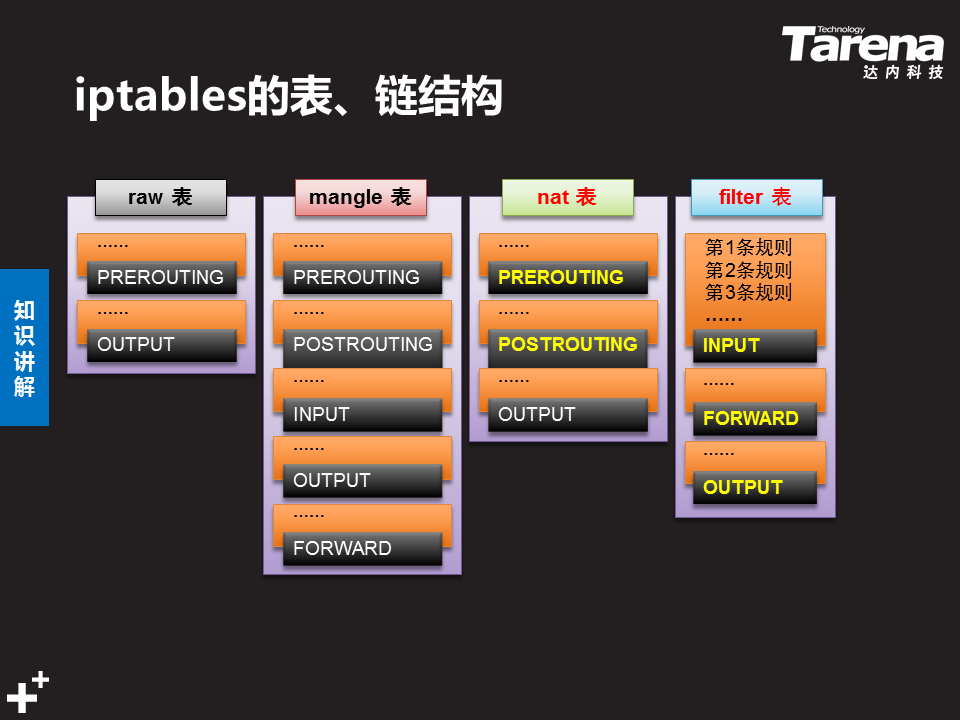 Technology
Tarena
达内科技
iptables的表、链结构
知
识
讲
解
raw 表
……
PREROUTING
……
OUTPUT
mangle 表
……
PREROUTING
……
POSTROUTING
……
INPUT
……
OUTPUT
……
FORWARD
nat 表
……
PREROUTING
……
POSTROUTING
……
OUTPUT
filter 表
第1条规则
第2条规则
第3条规则
……
INPUT
……
FORWARD
……
OUTPUT